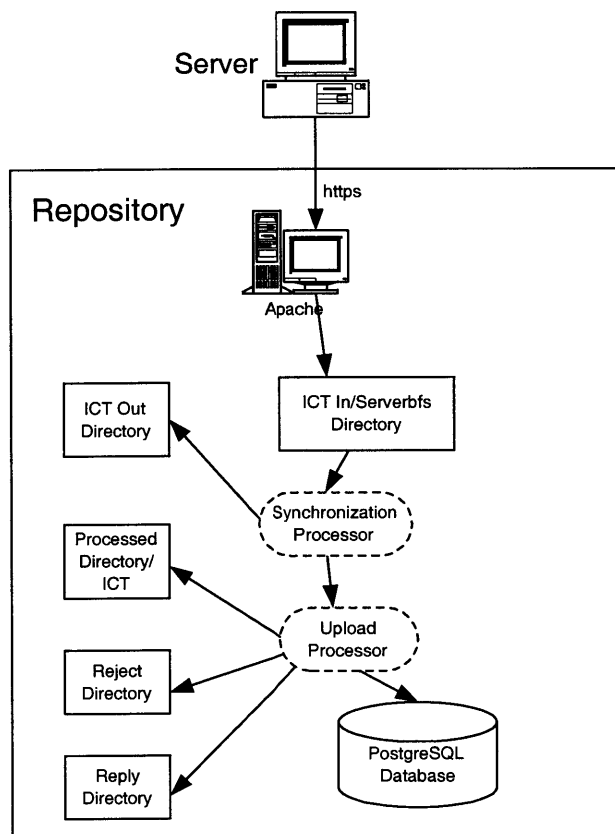 Server
https
Repository
Apache
ICT Out
Directory
ICT In/Serverbfs
Directory
Synchronization
Processor
Processed
Directory/
ICT
Upload
Processor
Reject
Directory
PostgreSQL
Database
Reply
Directory